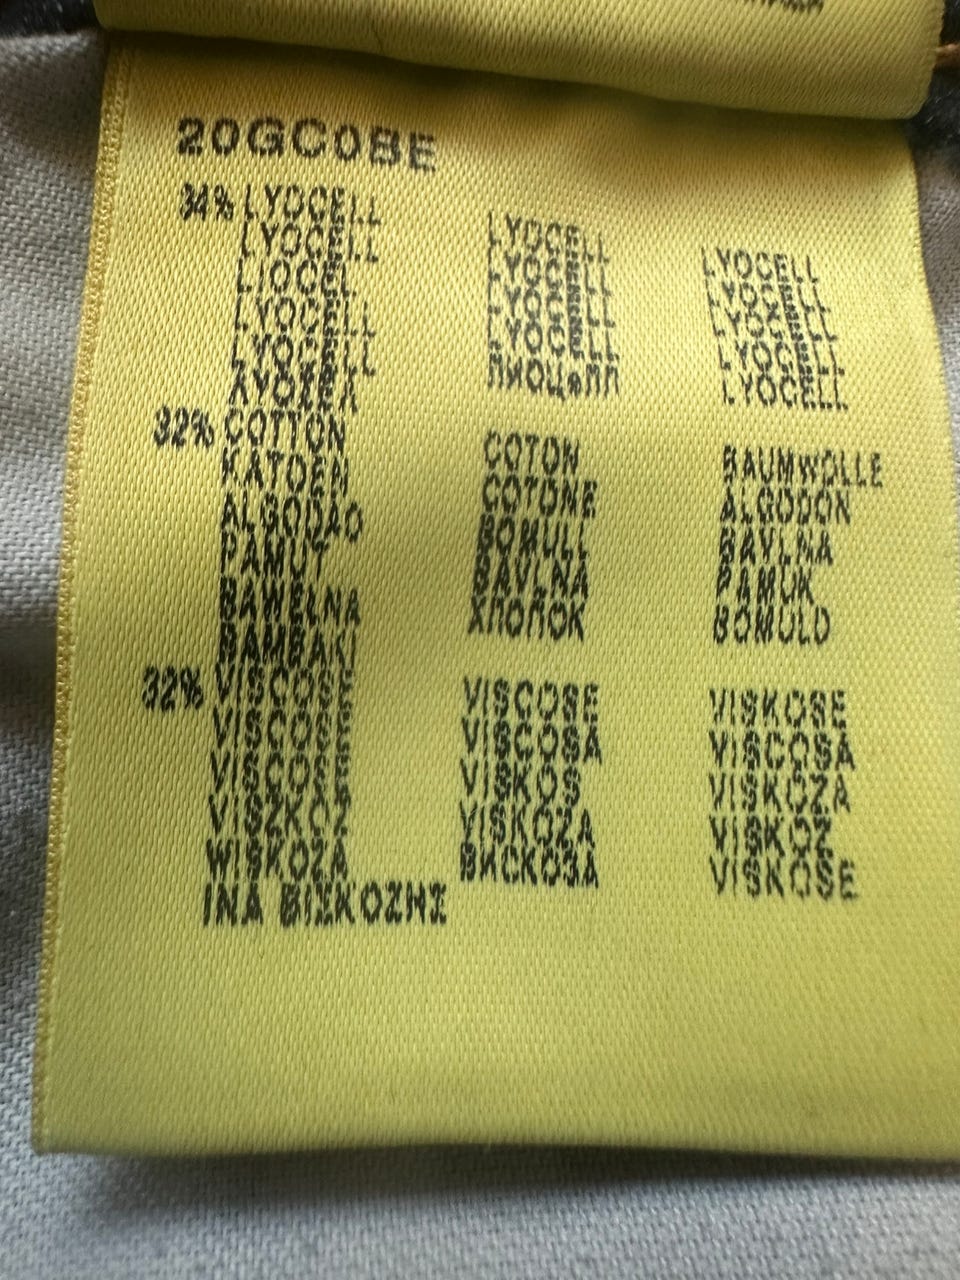 20GC0BE
34% LYOCELL LYOCELL LYOCELL
LYOCELL LYOCELL LYOCELL
LIOCEL LYOCELL LYOCELL
LYOCELL LYOCELL LYOCELL
LYOCELL ЛИОЦеЛЛ LYOCELL
ΛΥΟΣΕΛ
32% COTTON COTON BAUMWOLLE
KATOEN COTONE ALGODON
ALGODAO BOMULL BAVLNA
PAMUT BAVLNA PAMUK
BAWEŁNA ХЛОПОК BOMULD
BAMBAKI
32% VISCOSE VISCOSE VISKOSE
VISCOSE VISCOSA VISCOSA
VISCOSE VISKOS VISKOZA
VISZKOZ VISKOZA VISKOZ
WISKOZA ВИСКОЗА VISKOSE
INA ΒΙΣΚΟΖΗΣ